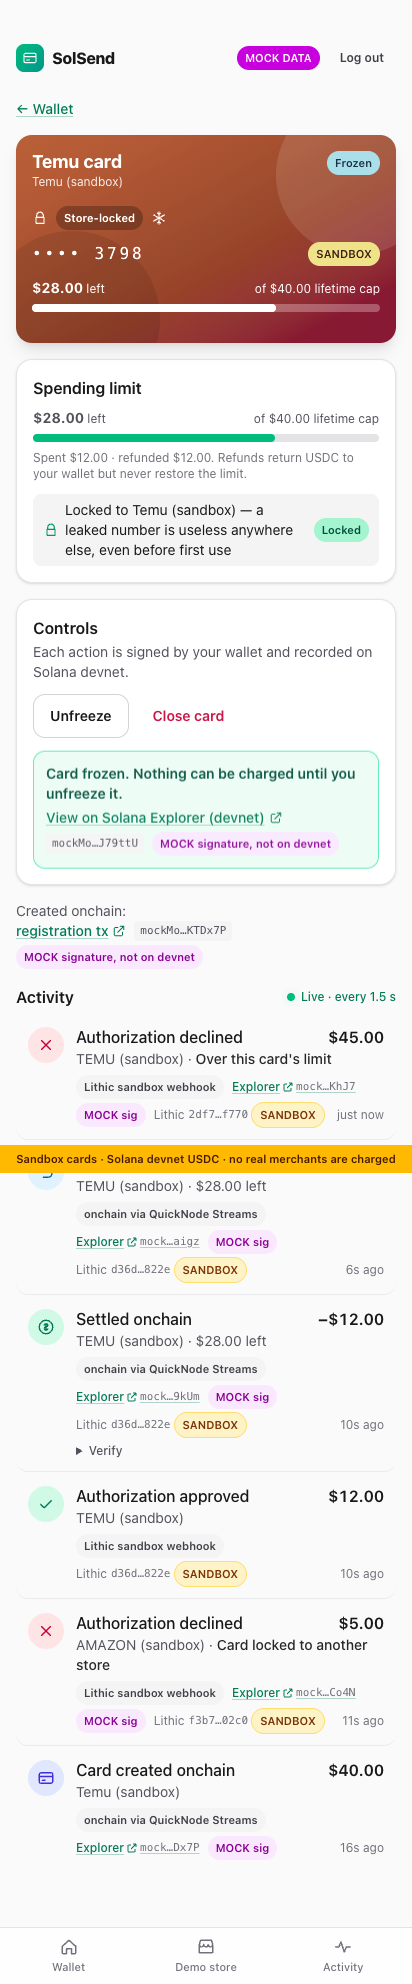 SolSend
MOCK DATA
Log out
← Wallet
Temu card
Frozen
Temu (sandbox)
Store-locked
•••• 3798
SANDBOX
$28.00 left
of $40.00 lifetime cap
Spending limit
$28.00 left
of $40.00 lifetime cap
Spent $12.00 · refunded $12.00. Refunds return USDC to
your wallet but never restore the limit.
Locked to Temu (sandbox) — a
leaked number is useless anywhere
else, even before first use
Locked
Controls
Each action is signed by your wallet and recorded on
Solana devnet.
Unfreeze
Close card
Card frozen. Nothing can be charged until you
unfreeze it.
View on Solana Explorer (devnet)
mockMo…J79ttU
MOCK signature, not on devnet
Created onchain:
registration tx
mockMo…KTDx7P
MOCK signature, not on devnet
Activity
Live · every 1.5 s
Authorization declined
$45.00
TEMU (sandbox) · Over this card's limit
Lithic sandbox webhook
Explorer
mock…KhJ7
MOCK sig
Lithic 2df7…f770
SANDBOX
just now
Sandbox cards · Solana devnet USDC · no real merchants are charged
TEMU (sandbox) · $28.00 left
onchain via QuickNode Streams
Explorer
mock…aigz
MOCK sig
Lithic d36d…822e
SANDBOX
6s ago
Settled onchain
−$12.00
TEMU (sandbox) · $28.00 left
onchain via QuickNode Streams
Explorer
mock…9kUm
MOCK sig
Lithic d36d…822e
SANDBOX
10s ago
Verify
Authorization approved
$12.00
TEMU (sandbox)
Lithic sandbox webhook
Lithic d36d…822e
SANDBOX
10s ago
Authorization declined
$5.00
AMAZON (sandbox) · Card locked to another
store
Lithic sandbox webhook
Explorer
mock…Co4N
MOCK sig
Lithic f3b7…02c0
SANDBOX
11s ago
Card created onchain
$40.00
Temu (sandbox)
onchain via QuickNode Streams
Explorer
mock…Dx7P
MOCK sig
16s ago
Wallet
Demo store
Activity